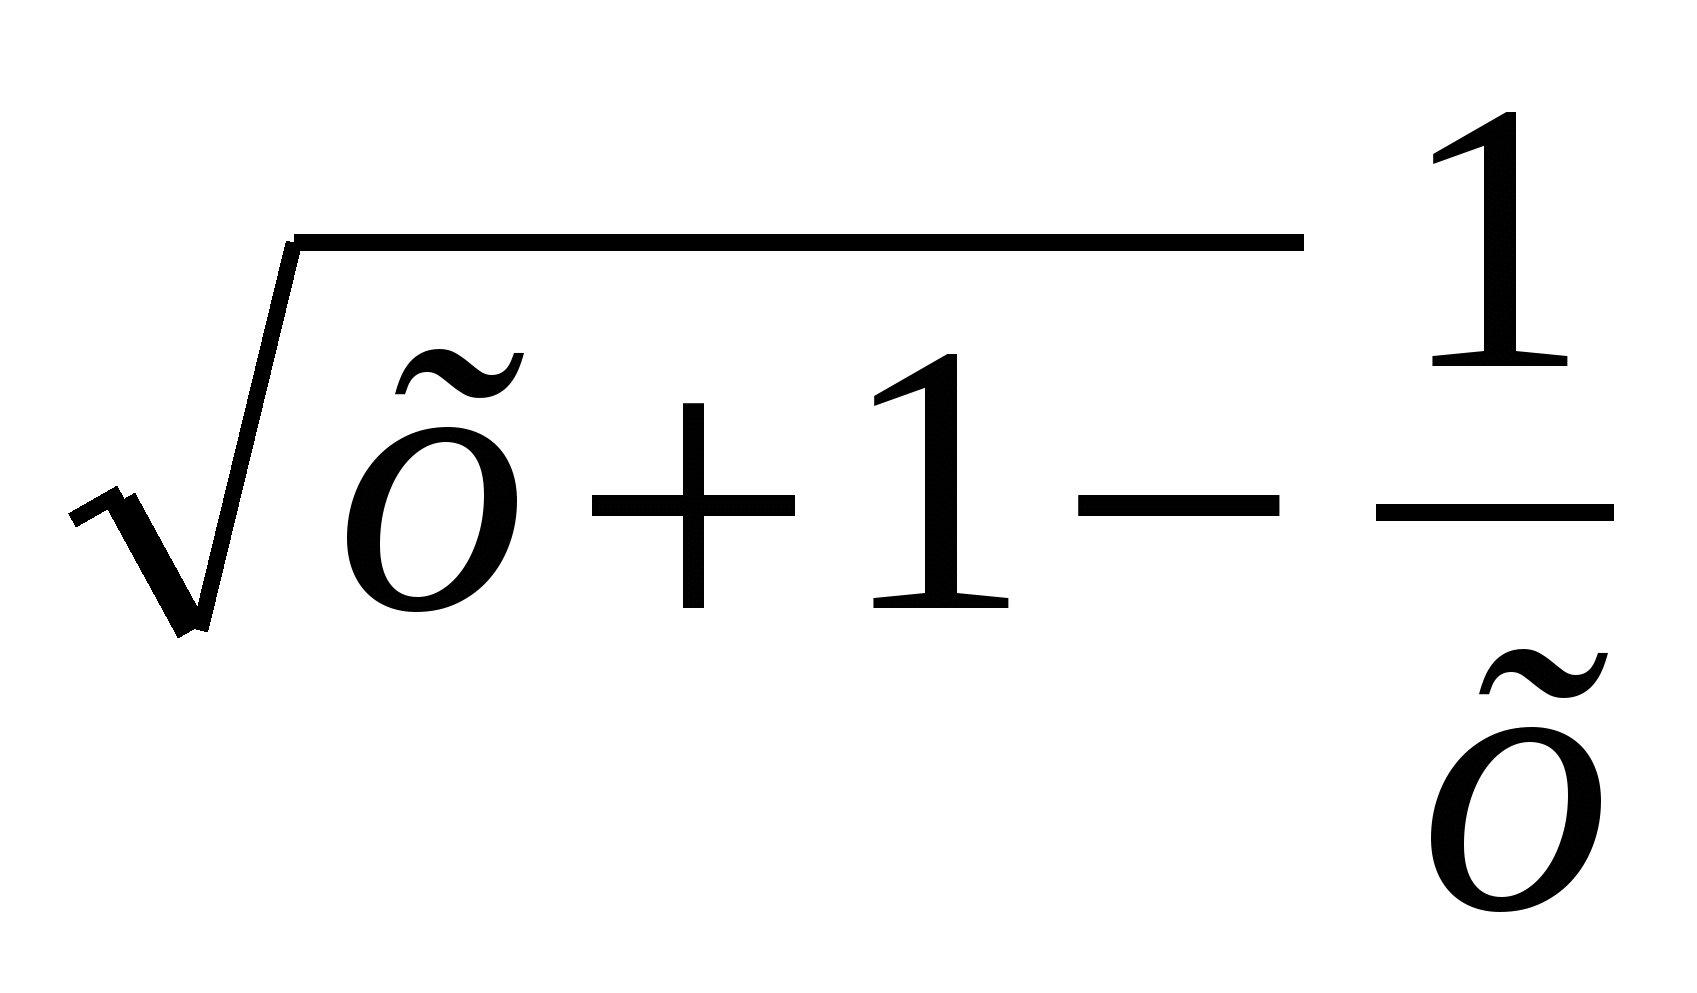 √õ + 1 − 1/õ